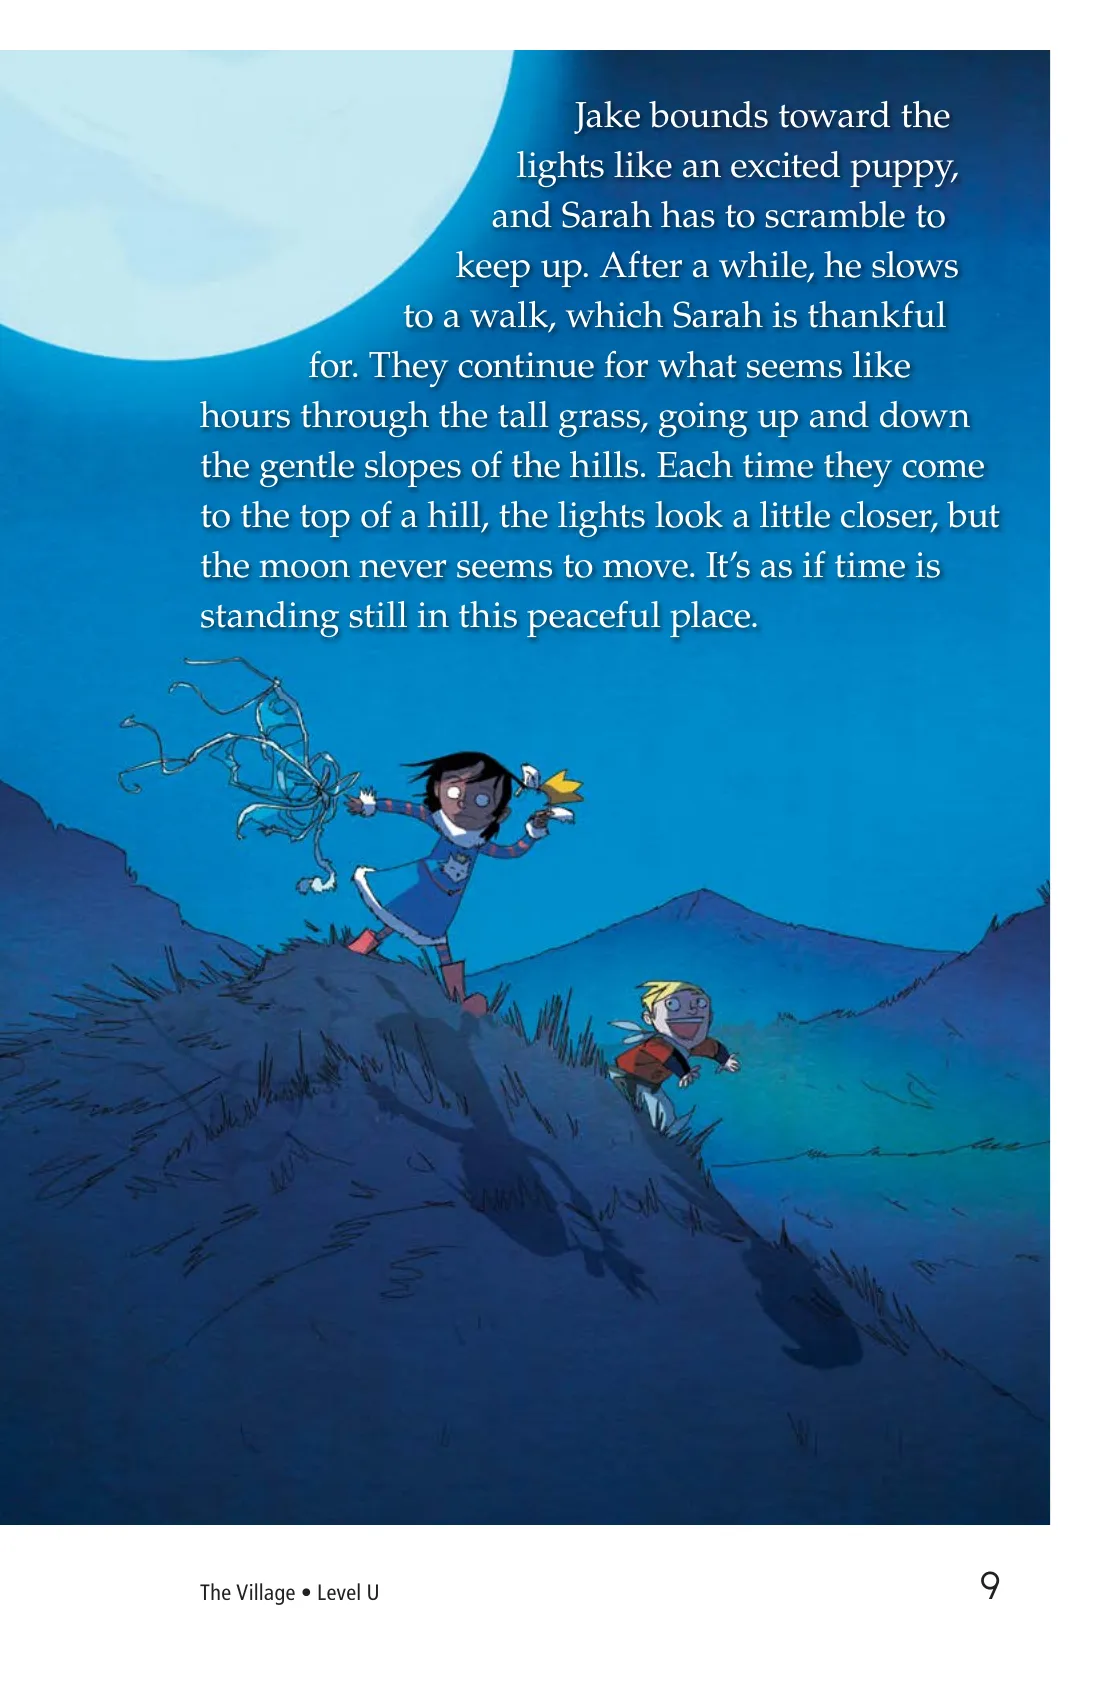 Jake bounds toward the
lights like an excited puppy,
and Sarah has to scramble to
keep up. After a while, he slows
to a walk, which Sarah is thankful
for. They continue for what seems like
hours through the tall grass, going up and down
the gentle slopes of the hills. Each time they come
to the top of a hill, the lights look a little closer, but
the moon never seems to move. It’s as if time is
standing still in this peaceful place.
The Village • Level U
9